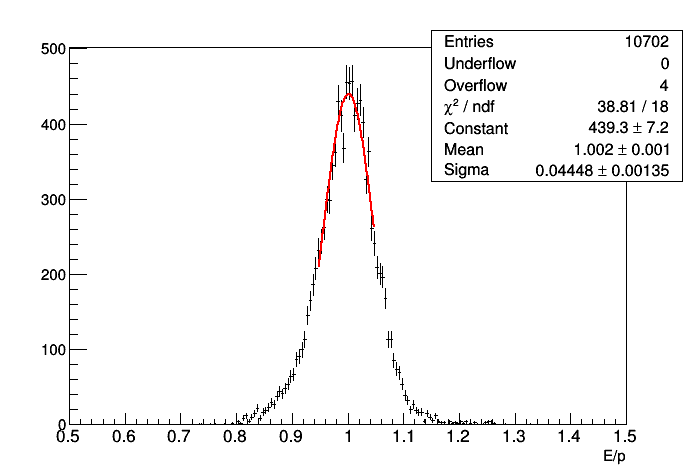 500
400
300
200
100
0
0.5 0.6 0.7 0.8 0.9 1 1.1 1.2 1.3 1.4 1.5
E/p
Entries 10702
Underflow 0
Overflow 4
χ² / ndf 38.81 / 18
Constant 439.3 ± 7.2
Mean 1.002 ± 0.001
Sigma 0.04448 ± 0.00135